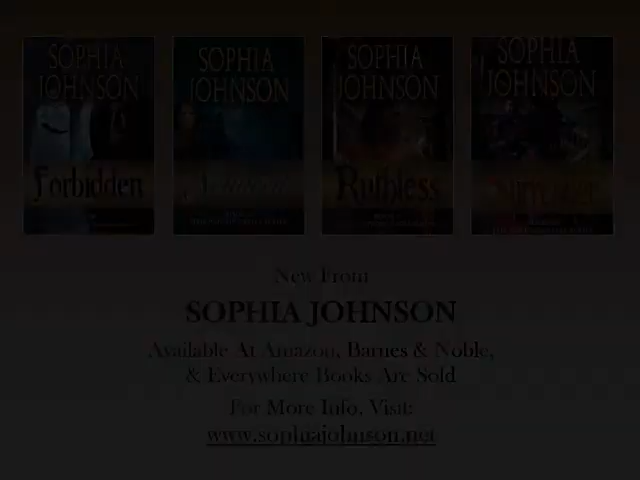 SOPHIA JOHNSON
Forbidden
SOPHIA JOHNSON
SOPHIA JOHNSON
Ruthless
SOPHIA JOHNSON
New From
SOPHIA JOHNSON
Available At Amazon, Barnes & Noble,
& Everywhere Books Are Sold
For More Info, Visit:
www.sophiajohnson.net